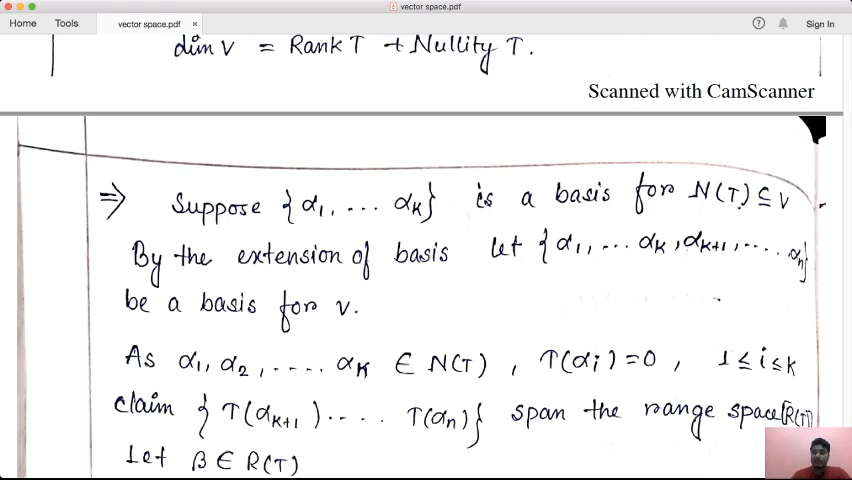 vector space.pdf
Home Tools vector space.pdf × ? Sign In
dim V = Rank T + Nullity T.
Scanned with CamScanner
⇒ Suppose {α1, .... αK} is a basis for N(T) ⊆ V.
By the extension of basis let {α1, ... αK, αK+1, .... αn}
be a basis for V.
As α1, α2, ..... αK ∈ N(T), T(αi) = 0, 1 ≤ i ≤ k
claim {T(αK+1) .... T(αn)} span the range space[R(T)]
Let β ∈ R(T)